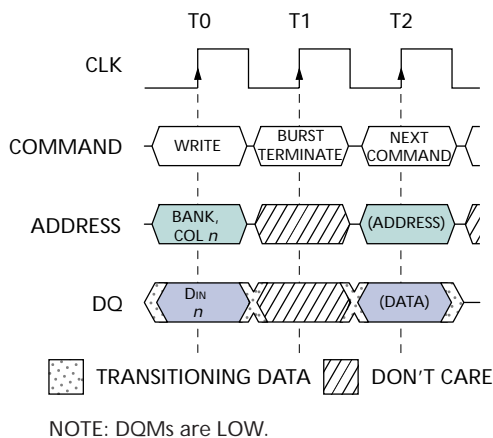 T0 T1 T2
CLK
COMMAND WRITE BURST TERMINATE NEXT COMMAND
ADDRESS BANK, COL n (ADDRESS)
DQ DIN n (DATA)
TRANSITIONING DATA DON'T CARE
NOTE: DQMs are LOW.